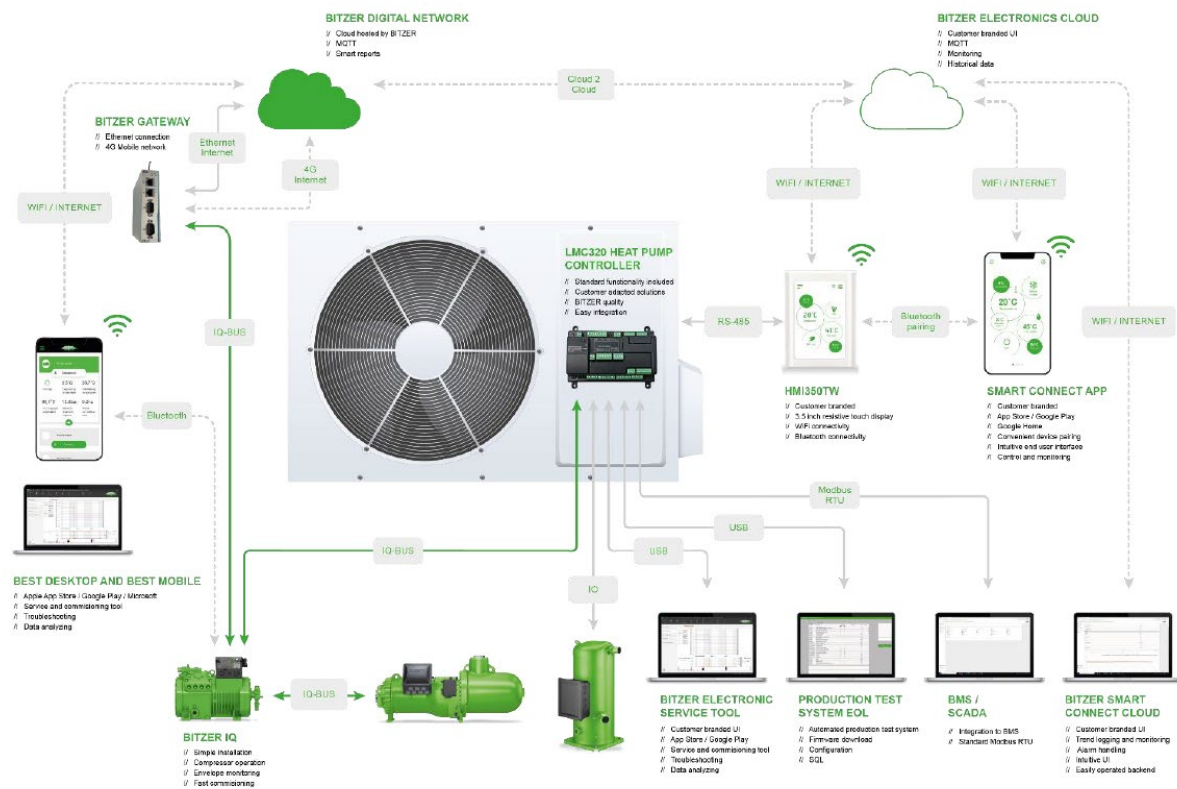 BITZER DIGITAL NETWORK
// Cloud hosted by BITZER
// MQTT
// Smart reports
BITZER ELECTRONICS CLOUD
// Customer branded UI
// MQTT
// Monitoring
// Historical data
Cloud 2
Cloud
BITZER GATEWAY
// Ethernet connection
// 4G Mobile network
Ethernet
Internet
4G
Internet
WIFI / INTERNET
WIFI / INTERNET
WIFI / INTERNET
LMC320 HEAT PUMP
CONTROLLER
// Standard functionality included
// Customer adapted solutions
// BITZER quality
// Easy integration
IQ-BUS
RS-485
Bluetooth
pairing
WIFI / INTERNET
20°C
HMI350TW
// Customer branded
// 3.5 inch resistive touch display
// WiFi connectivity
// Bluetooth connectivity
SMART CONNECT APP
// Customer branded
// App Store / Google Play
// Google Home
// Convenient device pairing
// Intuitive end user interface
// Control and monitoring
Bluetooth
Modbus
RTU
USB
USB
IQ-BUS
IO
BEST DESKTOP AND BEST MOBILE
// Apple App Store / Google Play / Microsoft
// Service and commisioning tool
// Troubleshooting
// Data analyzing
IQ-BUS
BITZER IQ
// Simple installation
// Compressor operation
// Envelope monitoring
// Fast commisioning
BITZER ELECTRONIC
SERVICE TOOL
// Customer branded UI
// App Store / Google Play
// Service and commisioning tool
// Troubleshooting
// Data analyzing
PRODUCTION TEST
SYSTEM EOL
// Automated production test system
// Firmware download
// Configuration
// SQL
BMS /
SCADA
// Integration to BMS
// Standard Modbus RTU
BITZER SMART
CONNECT CLOUD
// Customer branded UI
// Trend logging and monitoring
// Alarm handling
// Intuitive UI
// Easily operated backend